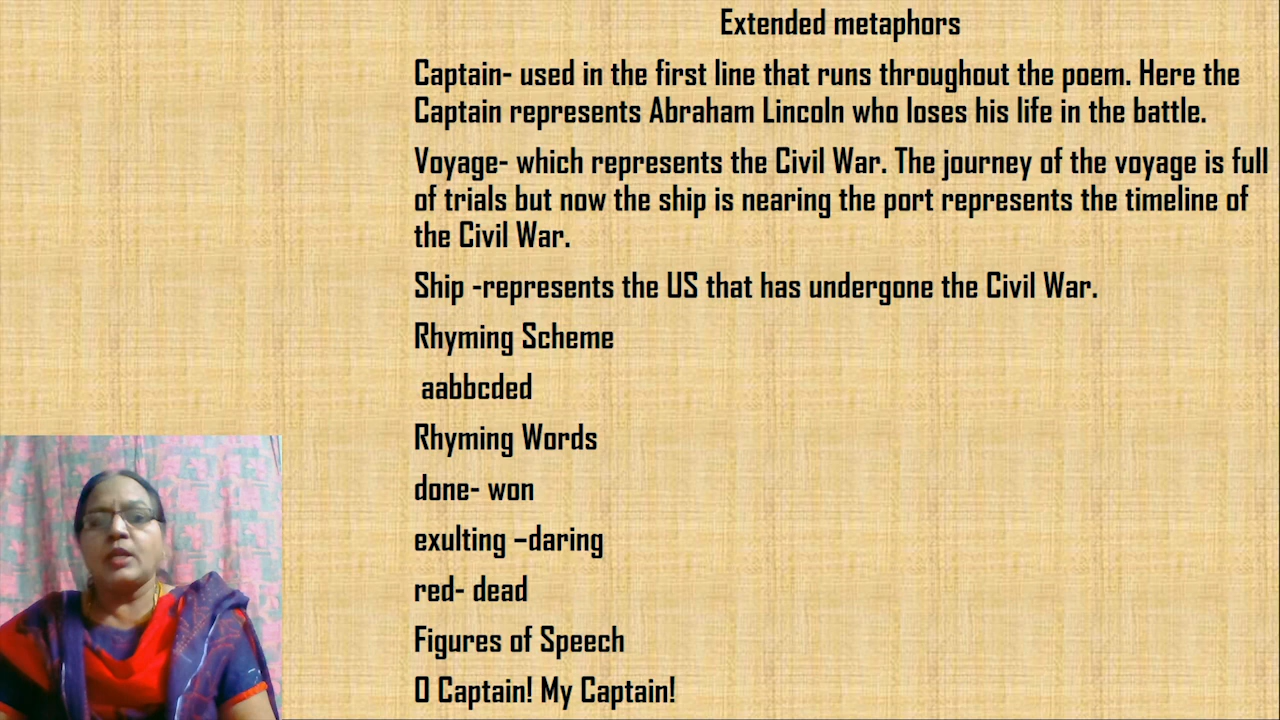 Extended metaphors
Captain- used in the first line that runs throughout the poem. Here the
Captain represents Abraham Lincoln who loses his life in the battle.
Voyage- which represents the Civil War. The journey of the voyage is full
of trials but now the ship is nearing the port represents the timeline of
the Civil War.
Ship -represents the US that has undergone the Civil War.
Rhyming Scheme
aabbcded
Rhyming Words
done- won
exulting –daring
red- dead
Figures of Speech
O Captain! My Captain!